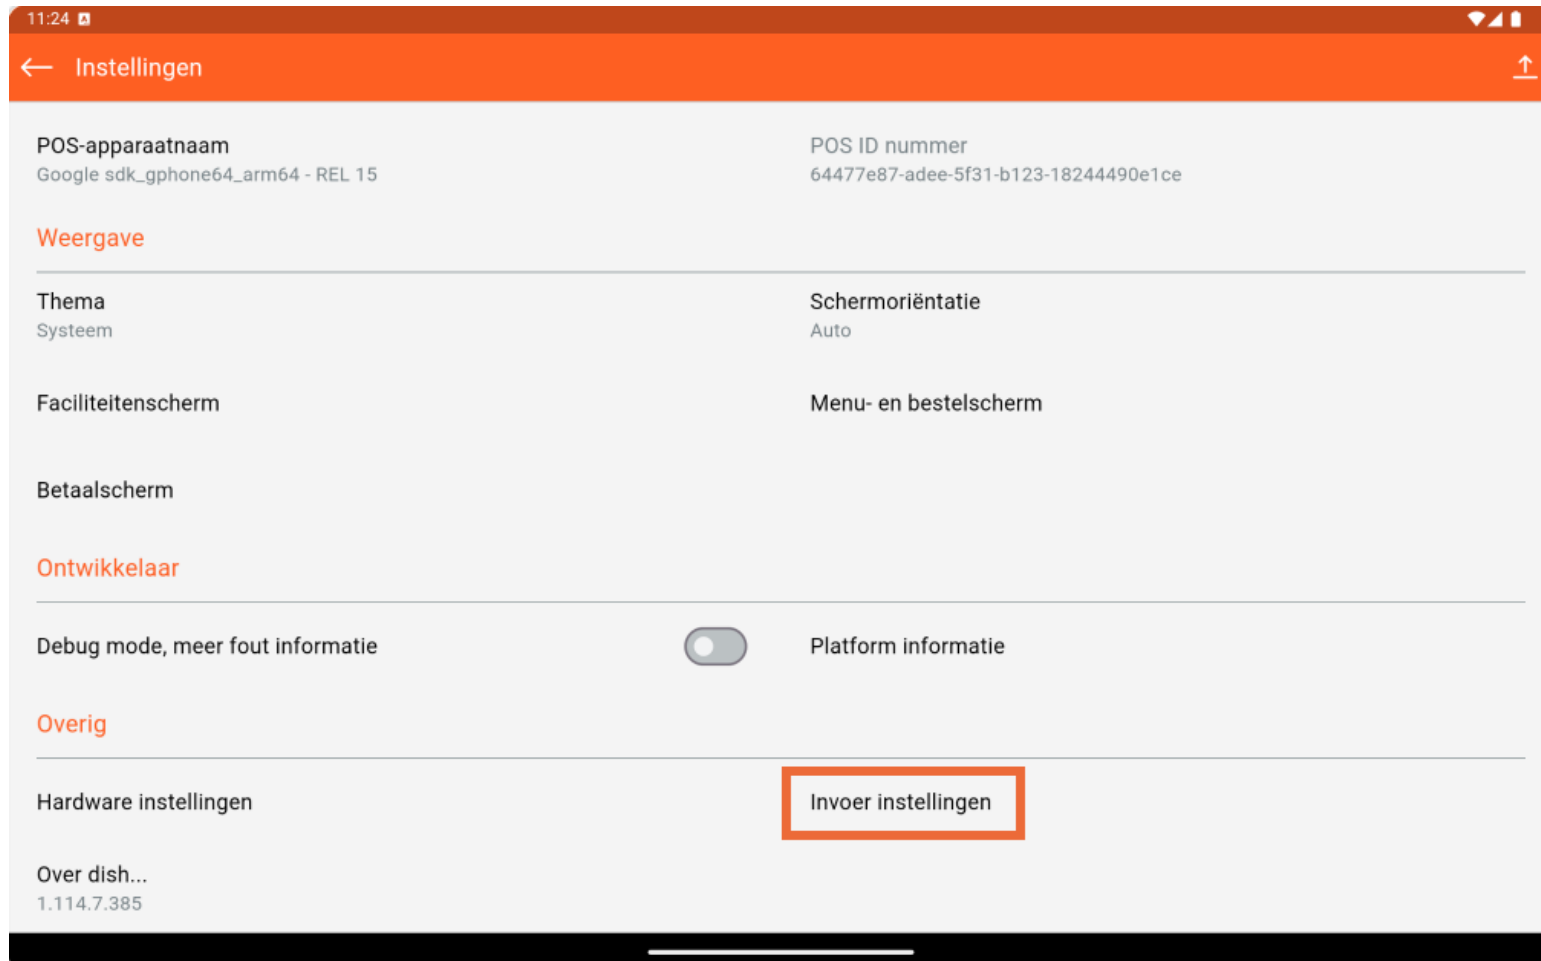 11:24
Instellingen
POS-apparaatnaam
Google sdk_gphone64_arm64 - REL 15
POS ID nummer
64477e87-adee-5f31-b123-18244490e1ce
Weergave
Thema
Systeem
Schermoriëntatie
Auto
Faciliteitenscherm
Menu- en bestelscherm
Betaalscherm
Ontwikkelaar
Debug mode, meer fout informatie
Platform informatie
Overig
Hardware instellingen
Invoer instellingen
Over dish...
1.114.7.385